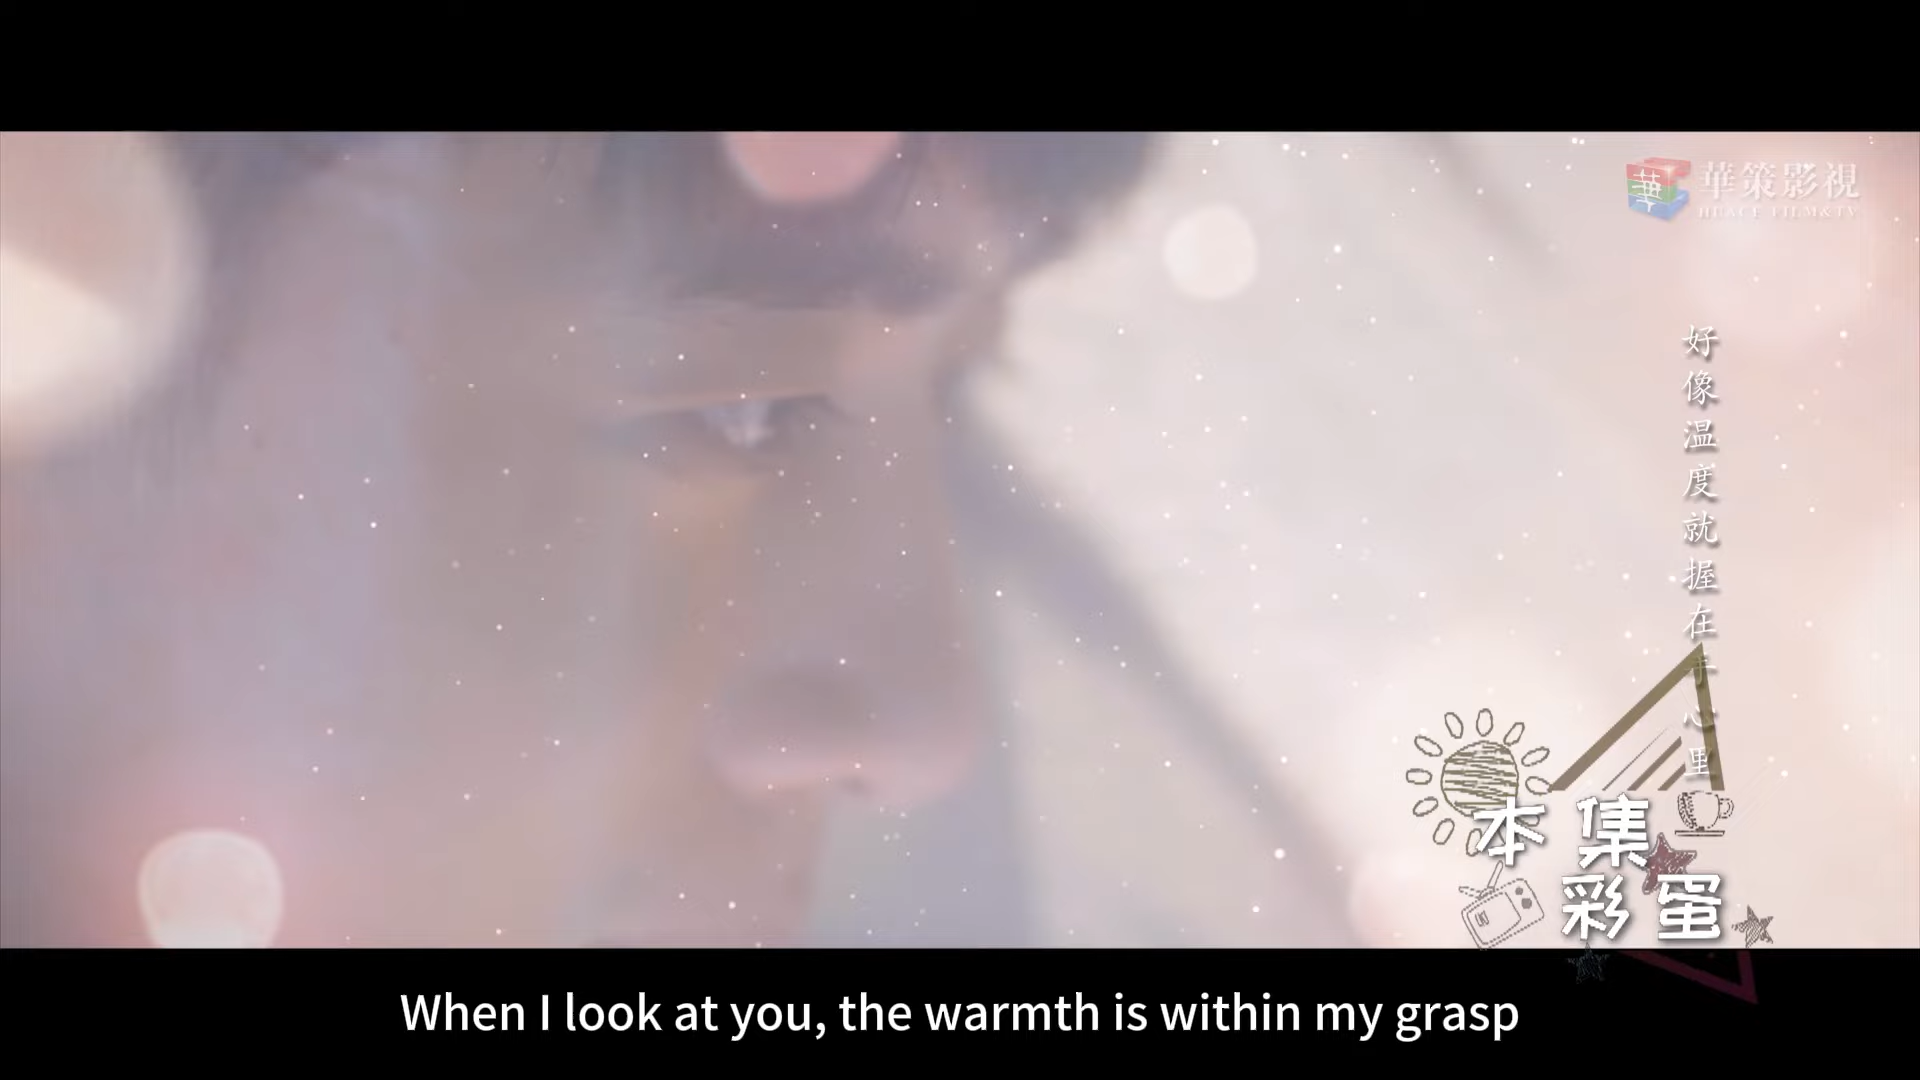 華
華策影視
HUACE FILM&TV
好像温度就握在手心里
本集
彩蛋
When I look at you, the warmth is within my grasp